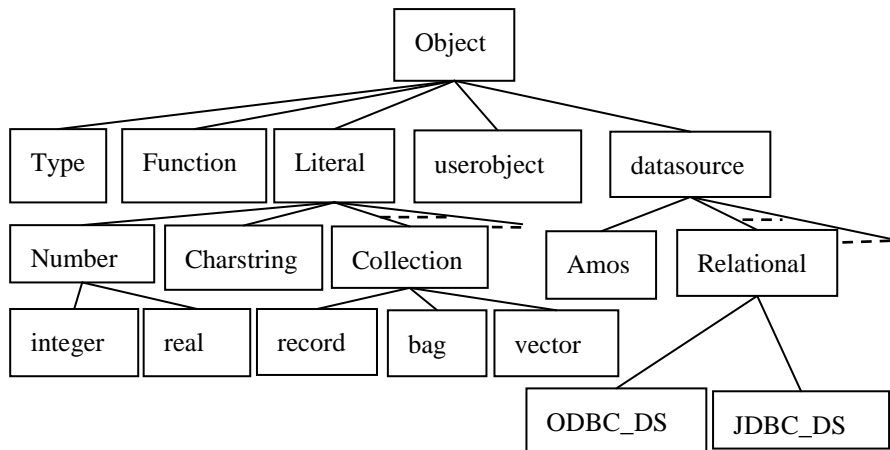 Object
Type
Function
Literal
userobject
datasource
Number
Charstring
Collection
Amos
Relational
integer
real
record
bag
vector
ODBC_DS
JDBC_DS